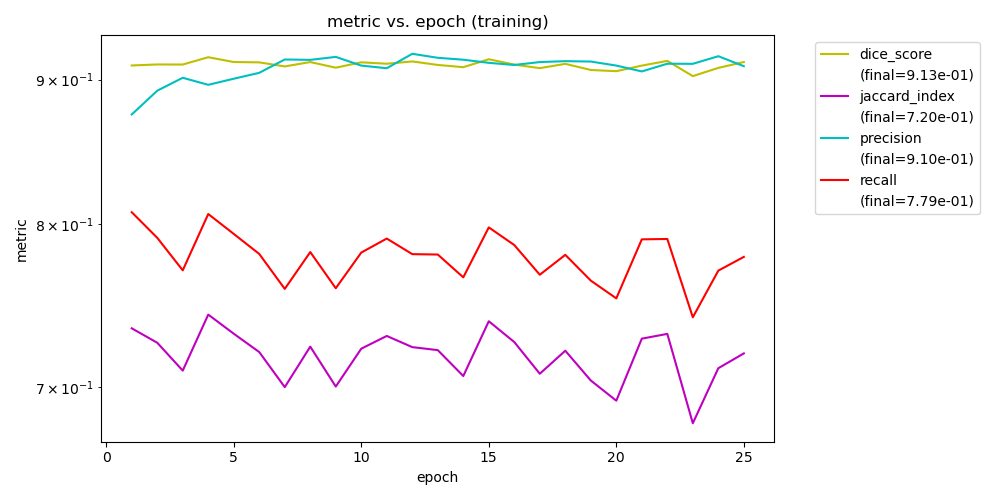 metric vs. epoch (training)
9 × 10⁻¹
8 × 10⁻¹
7 × 10⁻¹
metric
0 5 10 15 20 25
epoch
dice_score
(final=9.13e-01)
jaccard_index
(final=7.20e-01)
precision
(final=9.10e-01)
recall
(final=7.79e-01)